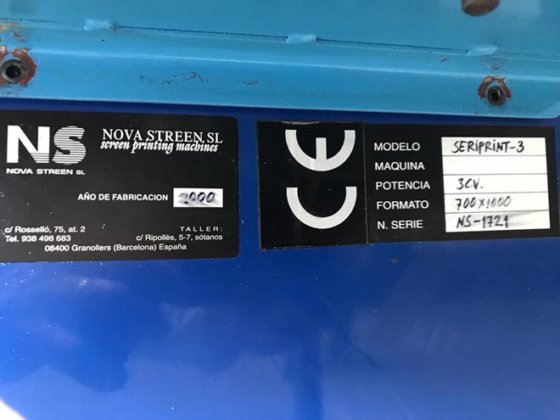 NS
NOVA STREEN SL
NOVA STREEN, SL
screen printing machines
AÑO DE FABRICACION 2000
c/ Rosselló, 75, at. 2
Tel. 938 498 683
TALLER:
c/ Ripollès, 5-7, sótanos
08400 Granollers (Barcelona) España
CE
MODELO SERIPRINT-3
MAQUINA
POTENCIA 3CV.
FORMATO 700x1000
N. SERIE NS-1721